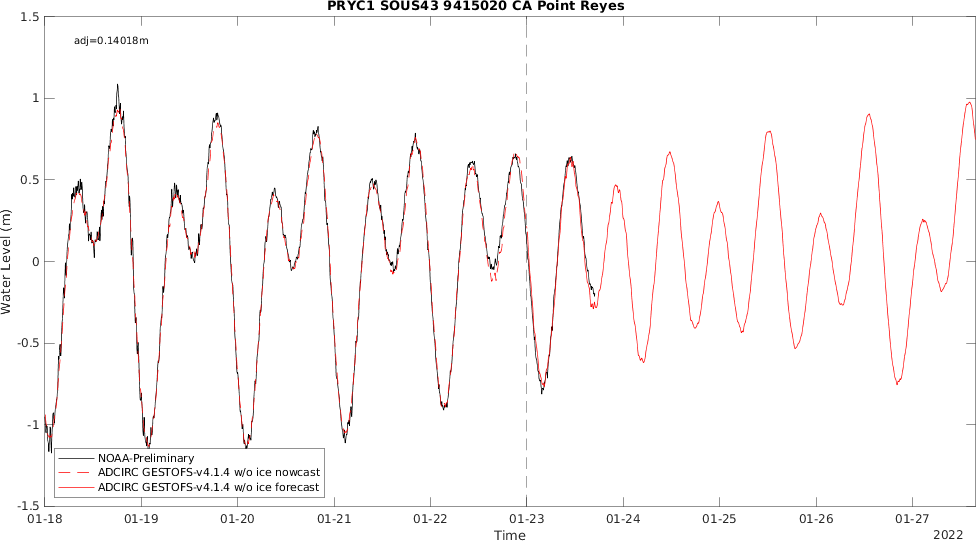 PRYC1 SOUS43 9415020 CA Point Reyes
adj=0.14018m
1.5
1
0.5
0
-0.5
-1
-1.5
Water Level (m)
NOAA-Preliminary
ADCIRC GESTOFS-v4.1.4 w/o ice nowcast
ADCIRC GESTOFS-v4.1.4 w/o ice forecast
01-18 01-19 01-20 01-21 01-22 01-23 01-24 01-25 01-26 01-27
Time
2022